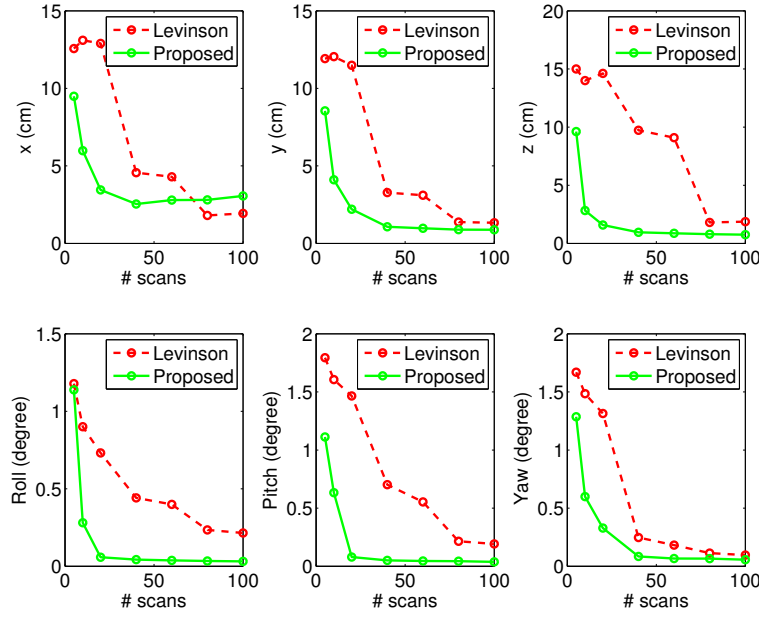 15
10
5
0
x (cm)
0 50 100
# scans
Levinson
Proposed
15
10
5
0
y (cm)
0 50 100
# scans
Levinson
Proposed
20
15
10
5
0
z (cm)
0 50 100
# scans
Levinson
Proposed
1.5
1
0.5
0
Roll (degree)
0 50 100
# scans
Levinson
Proposed
2
1.5
1
0.5
0
Pitch (degree)
0 50 100
# scans
Levinson
Proposed
2
1.5
1
0.5
0
Yaw (degree)
0 50 100
# scans
Levinson
Proposed